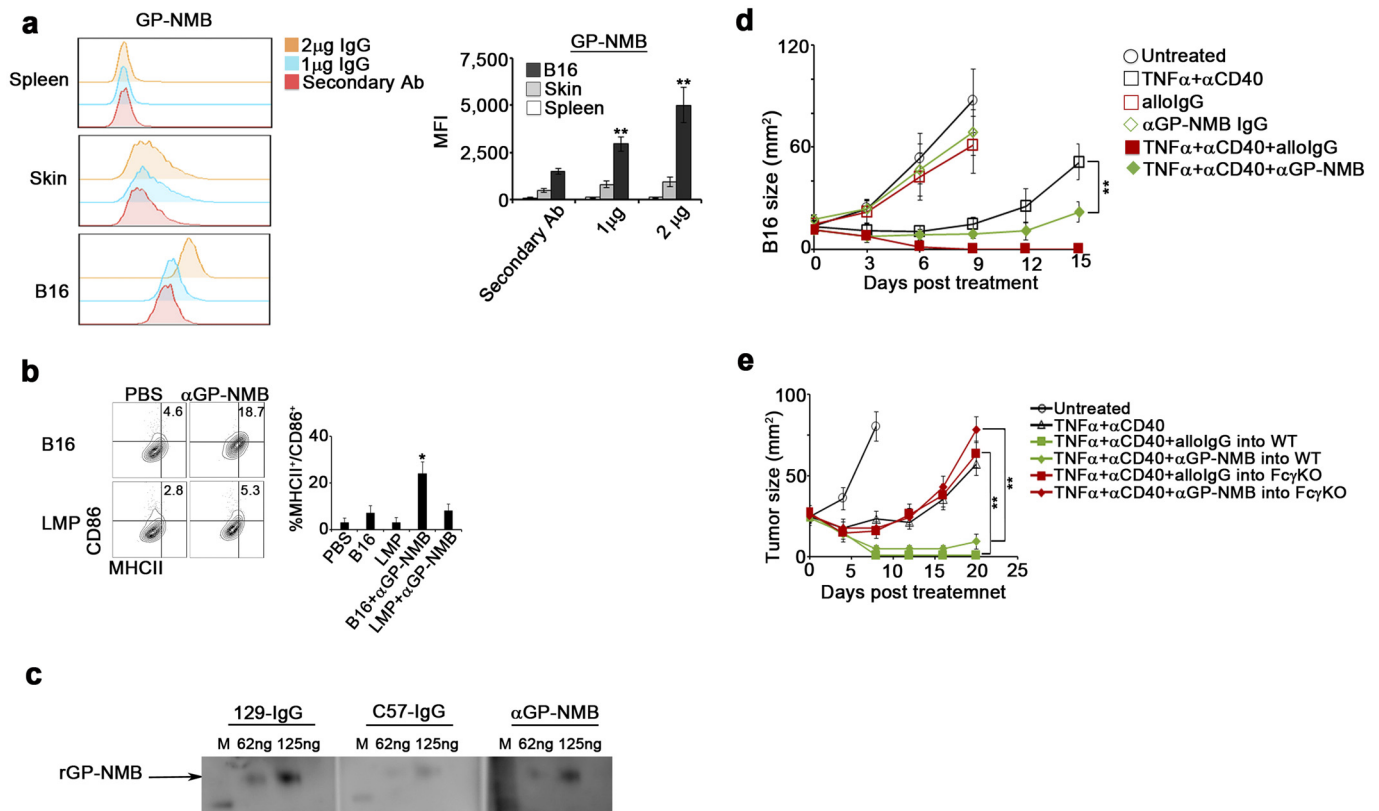 a
GP-NMB
Spleen
Skin
B16
2µg IgG
1µg IgG
Secondary Ab
GP-NMB
7,500
5,000
2,500
0
MFI
B16
Skin
Spleen
**
**
Secondary Ab
1µg
2 µg
b
PBS αGP-NMB
B16
LMP
4.6
18.7
2.8
5.3
CD86
MHCII
%MHCII⁺/CD86⁺
40
20
0
*
PBS
B16
LMP
B16+αGP-NMB
LMP+αGP-NMB
c
129-IgG C57-IgG αGP-NMB
M 62ng 125ng M 62ng 125ng M 62ng 125ng
rGP-NMB
d
120
60
0
B16 size (mm²)
0 3 6 9 12 15
Days post treatment
**
Untreated
TNFα+αCD40
alloIgG
αGP-NMB IgG
TNFα+αCD40+alloIgG
TNFα+αCD40+αGP-NMB
e
100
50
0
Tumor size (mm²)
0 5 10 15 20 25
Days post treatemnet
**
**
Untreated
TNFα+αCD40
TNFα+αCD40+alloIgG into WT
TNFα+αCD40+αGP-NMB into WT
TNFα+αCD40+alloIgG into FcγKO
TNFα+αCD40+αGP-NMB into FcγKO